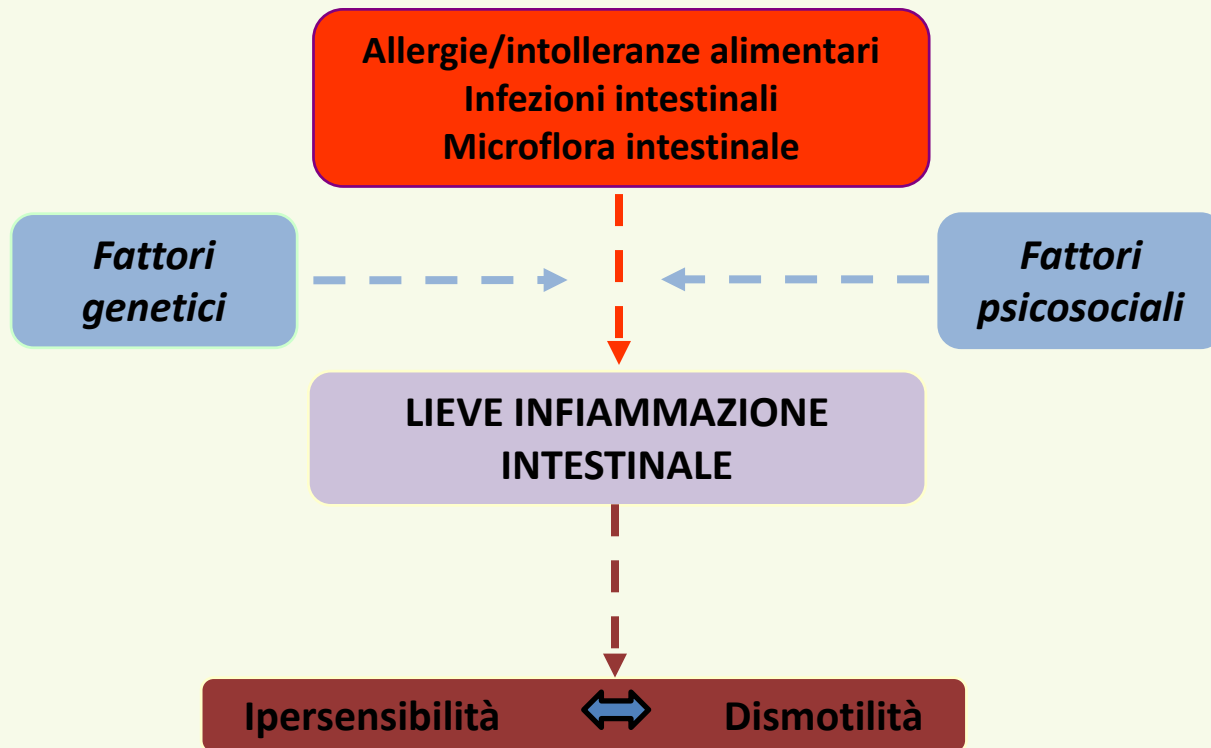 Allergie/intolleranze alimentari
Infezioni intestinali
Microflora intestinale
Fattori
genetici
Fattori
psicosociali
LIEVE INFIAMMAZIONE
INTESTINALE
Ipersensibilità
Dismotilità